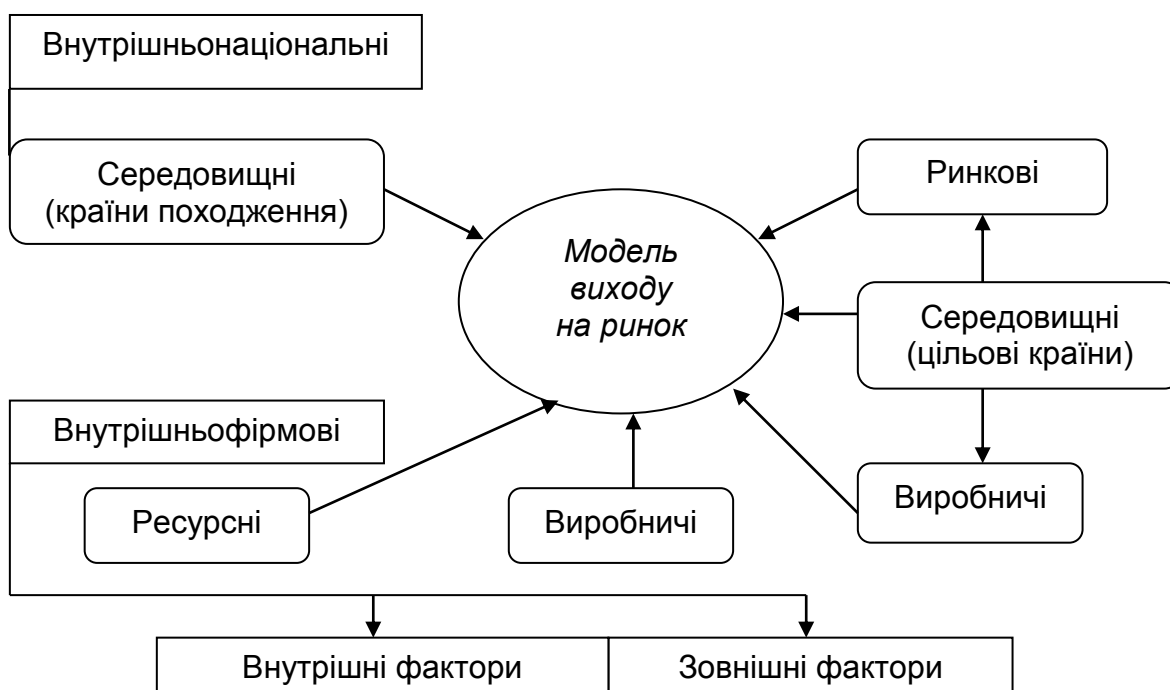 Внутрішньонаціональні
Середовищні
(країни походження)
Ринкові
Модель
виходу
на ринок
Середовищні
(цільові країни)
Внутрішньофірмові
Ресурсні
Виробничі
Виробничі
Внутрішні фактори
Зовнішні фактори